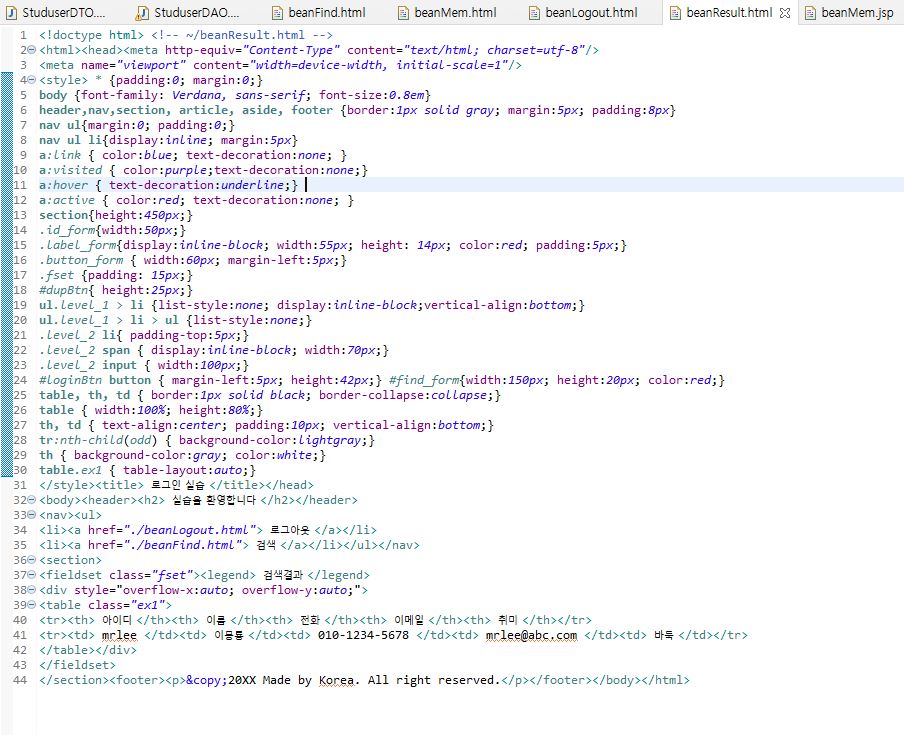 StuduserDTO.... StuduserDAO.... beanFind.html beanMem.html beanLogout.html beanResult.html beanMem.jsp
1 <!doctype html> <!-- ~/beanResult.html -->
2 <html><head><meta http-equiv="Content-Type" content="text/html; charset=utf-8"/>
3 <meta name="viewport" content="width=device-width, initial-scale=1"/>
4 <style> * {padding:0; margin:0;}
5 body {font-family: Verdana, sans-serif; font-size:0.8em}
6 header,nav,section, article, aside, footer {border:1px solid gray; margin:5px; padding:8px}
7 nav ul{margin:0; padding:0;}
8 nav ul li{display:inline; margin:5px}
9 a:link { color:blue; text-decoration:none; }
10 a:visited { color:purple;text-decoration:none;}
11 a:hover { text-decoration:underline;}
12 a:active { color:red; text-decoration:none; }
13 section{height:450px;}
14 .id_form{width:50px;}
15 .label_form{display:inline-block; width:55px; height: 14px; color:red; padding:5px;}
16 .button_form { width:60px; margin-left:5px;}
17 .fset {padding: 15px;}
18 #dupBtn{ height:25px;}
19 ul.level_1 > li {list-style:none; display:inline-block;vertical-align:bottom;}
20 ul.level_1 > li > ul {list-style:none;}
21 .level_2 li{ padding-top:5px;}
22 .level_2 span { display:inline-block; width:70px;}
23 .level_2 input { width:100px;}
24 #loginBtn button { margin-left:5px; height:42px;} #find_form{width:150px; height:20px; color:red;}
25 table, th, td { border:1px solid black; border-collapse:collapse;}
26 table { width:100%; height:80%;}
27 th, td { text-align:center; padding:10px; vertical-align:bottom;}
28 tr:nth-child(odd) { background-color:lightgray;}
29 th { background-color:gray; color:white;}
30 table.ex1 { table-layout:auto;}
31 </style><title> 로그인 실습 </title></head>
32 <body><header><h2> 실습을 환영합니다 </h2></header>
33 <nav><ul>
34 <li><a href="./beanLogout.html"> 로그아웃 </a></li>
35 <li><a href="./beanFind.html"> 검색 </a></li></ul></nav>
36 <section>
37 <fieldset class="fset"><legend> 검색결과 </legend>
38 <div style="overflow-x:auto; overflow-y:auto;">
39 <table class="ex1">
40 <tr><th> 아이디 </th><th> 이름 </th><th> 전화 </th><th> 이메일 </th><th> 취미 </th></tr>
41 <tr><td> mrlee </td><td> 이몽룡 </td><td> 010-1234-5678 </td><td> mrlee@abc.com </td><td> 바둑 </td></tr>
42 </table></div>
43 </fieldset>
44 </section><footer><p>&copy;20XX Made by Korea. All right reserved.</p></footer></body></html>